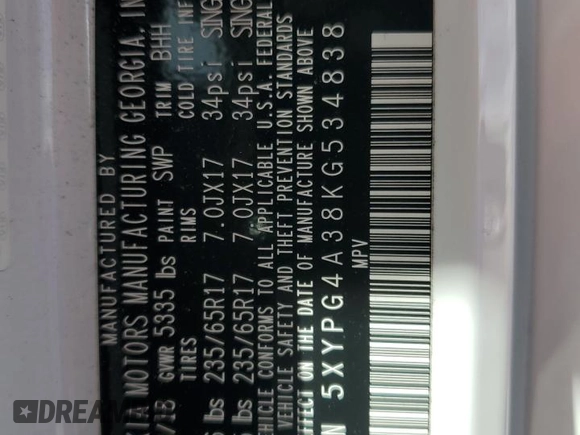 MANUFACTURED BY
MOTORS MANUFACTURING GEORGIA, IN
GVWR 5335 lbs PAINT SWP TRIM BHH
TIRES RIMS COLD TIRE INF
lbs 235/65R17 7.0JX17 34psi SING
lbs 235/65R17 7.0JX17 34psi SING
VEHICLE CONFORMS TO ALL APPLICABLE U.S.A. FEDERAL
VEHICLE SAFETY AND THEFT PREVENTION STANDARDS
EFFECT ON THE DATE OF MANUFACTURE SHOWN ABOVE
N 5XYPG4A38KG534838
MPV
DREAM